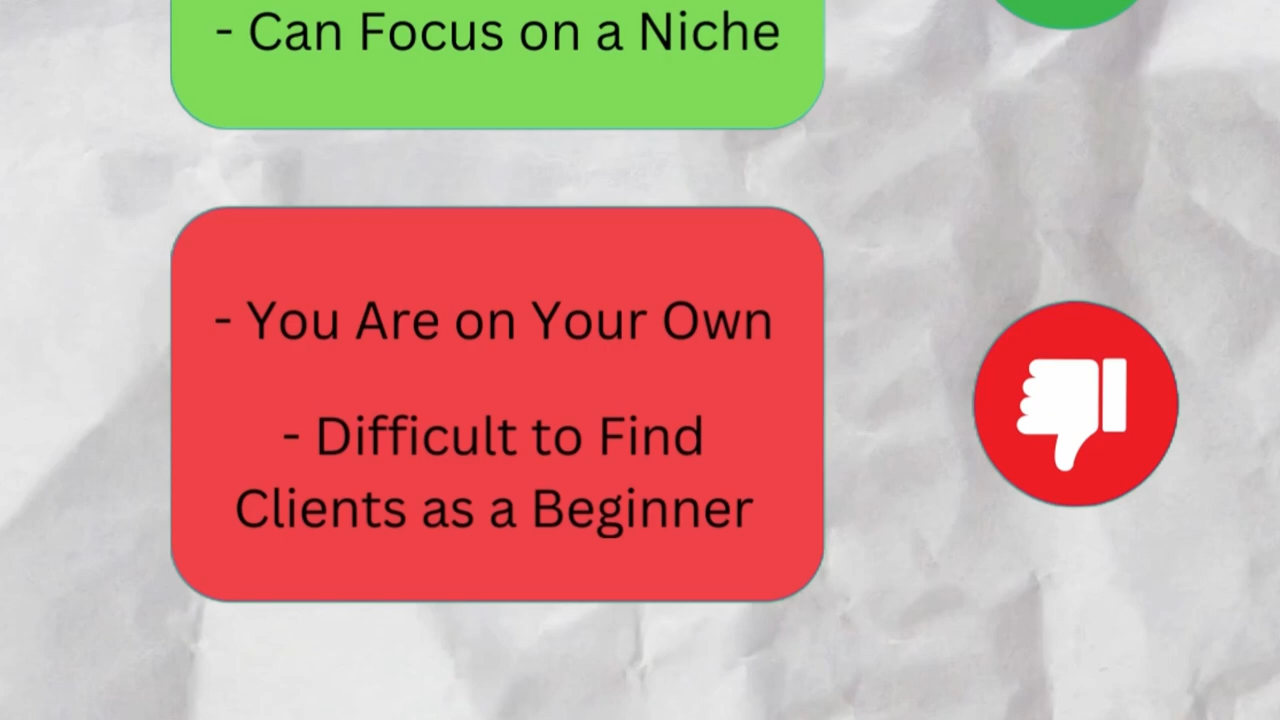 - Can Focus on a Niche
- You Are on Your Own
- Difficult to Find
Clients as a Beginner